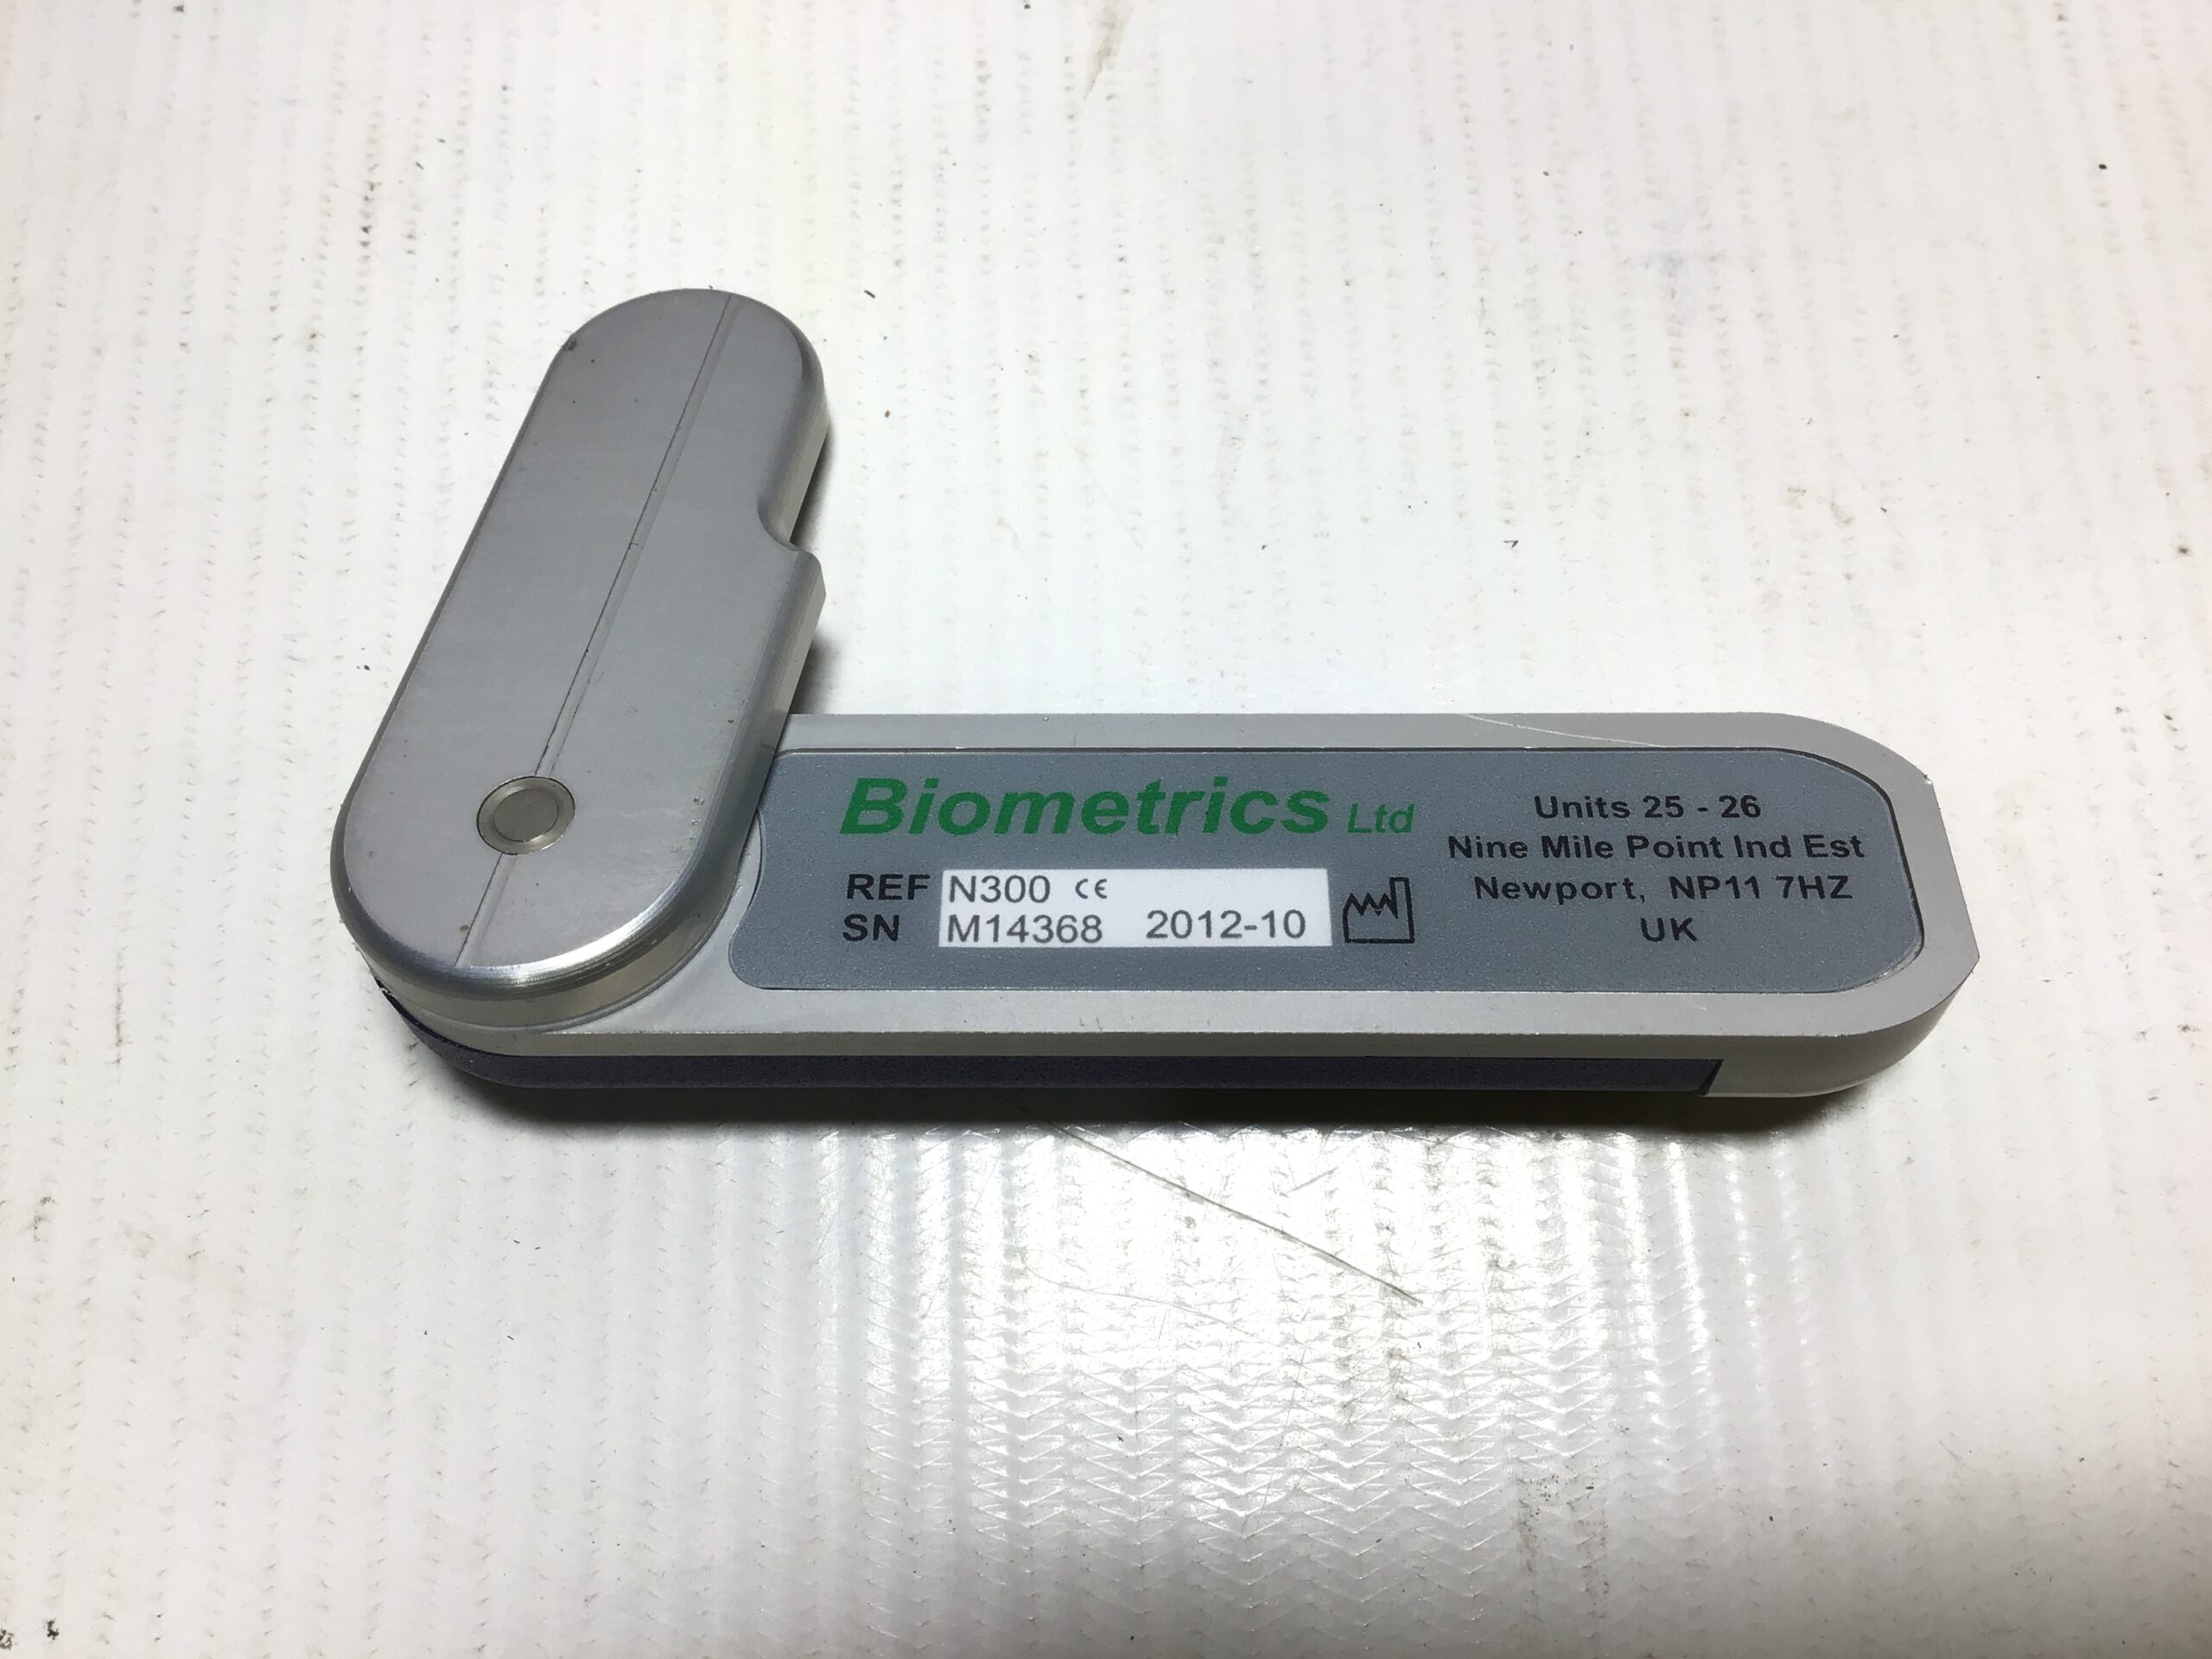 Biometrics Ltd
REF N300 CE
SN M14368 2012-10
Units 25 - 26
Nine Mile Point Ind Est
Newport, NP11 7HZ
UK